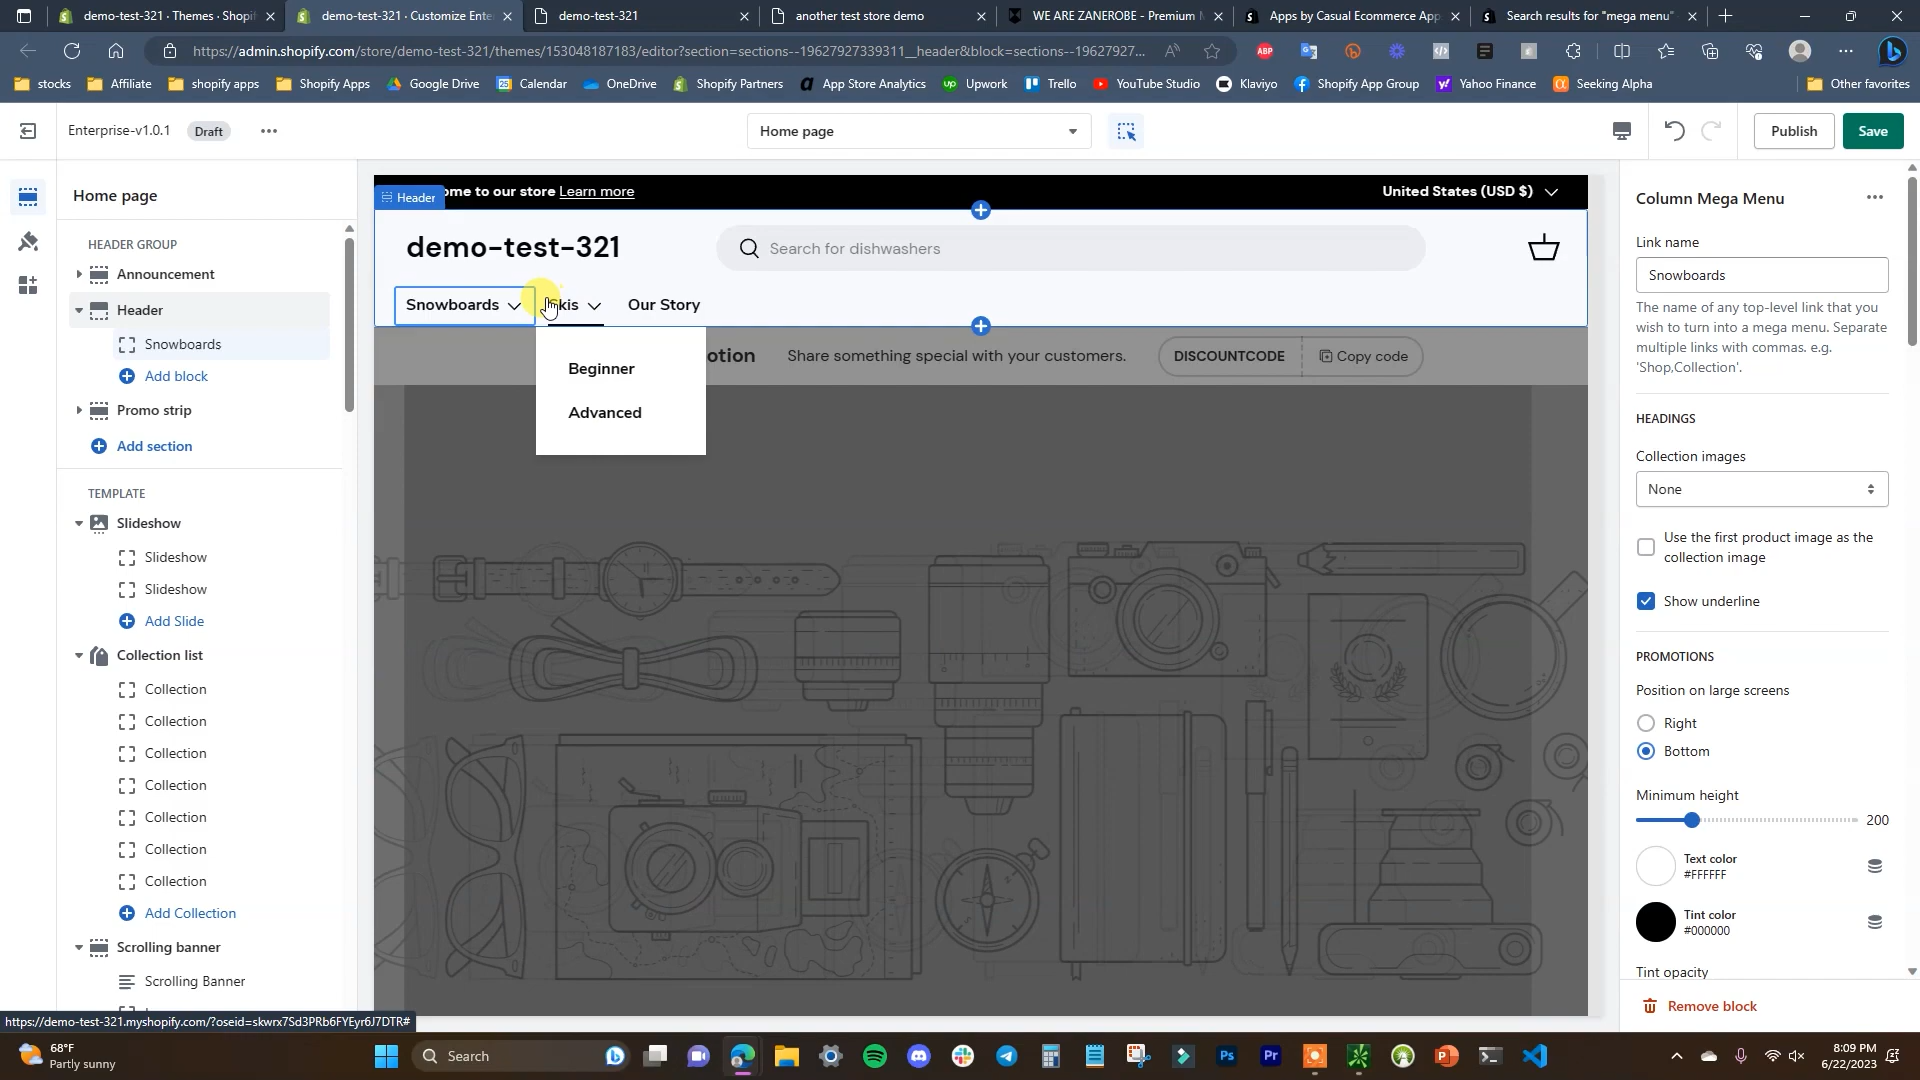 demo-test-321 · Themes · Shopif
demo-test-321 · Customize Ente
demo-test-321
another test store demo
WE ARE ZANEROBE - Premium
Apps by Casual Ecommerce App
Search results for "mega menu"
https://admin.shopify.com/store/demo-test-321/themes/153048187183/editor?section=sections--19627927339311__header&block=sections--1962792...
stocks
Affiliate
shopify apps
Shopify Apps
Google Drive
Calendar
OneDrive
Shopify Partners
App Store Analytics
Upwork
Trello
YouTube Studio
Klaviyo
Shopify App Group
Yahoo Finance
Seeking Alpha
Other favorites
Enterprise-v1.0.1
Draft
Home page
Publish
Save
Home page
HEADER GROUP
Announcement
Header
Snowboards
Add block
Promo strip
Add section
TEMPLATE
Slideshow
Slideshow
Slideshow
Add Slide
Collection list
Collection
Collection
Collection
Collection
Collection
Collection
Collection
Add Collection
Scrolling banner
Scrolling Banner
https://demo-test-321.myshopify.com/?oseid=skwrx7Sd3PRb6FYEyr6J7DTR#
Header
ome to our store Learn more
United States (USD $)
demo-test-321
Search for dishwashers
Snowboards
kis
Our Story
Beginner
Advanced
otion
Share something special with your customers.
DISCOUNTCODE
Copy code
Column Mega Menu
Link name
Snowboards
The name of any top-level link that you
wish to turn into a mega menu. Separate
multiple links with commas. e.g.
'Shop,Collection'.
HEADINGS
Collection images
None
Use the first product image as the
collection image
Show underline
PROMOTIONS
Position on large screens
Right
Bottom
Minimum height
200
Text color
#FFFFFF
Tint color
#000000
Tint opacity
Remove block
68°F
Partly sunny
Search
8:09 PM
6/22/2023